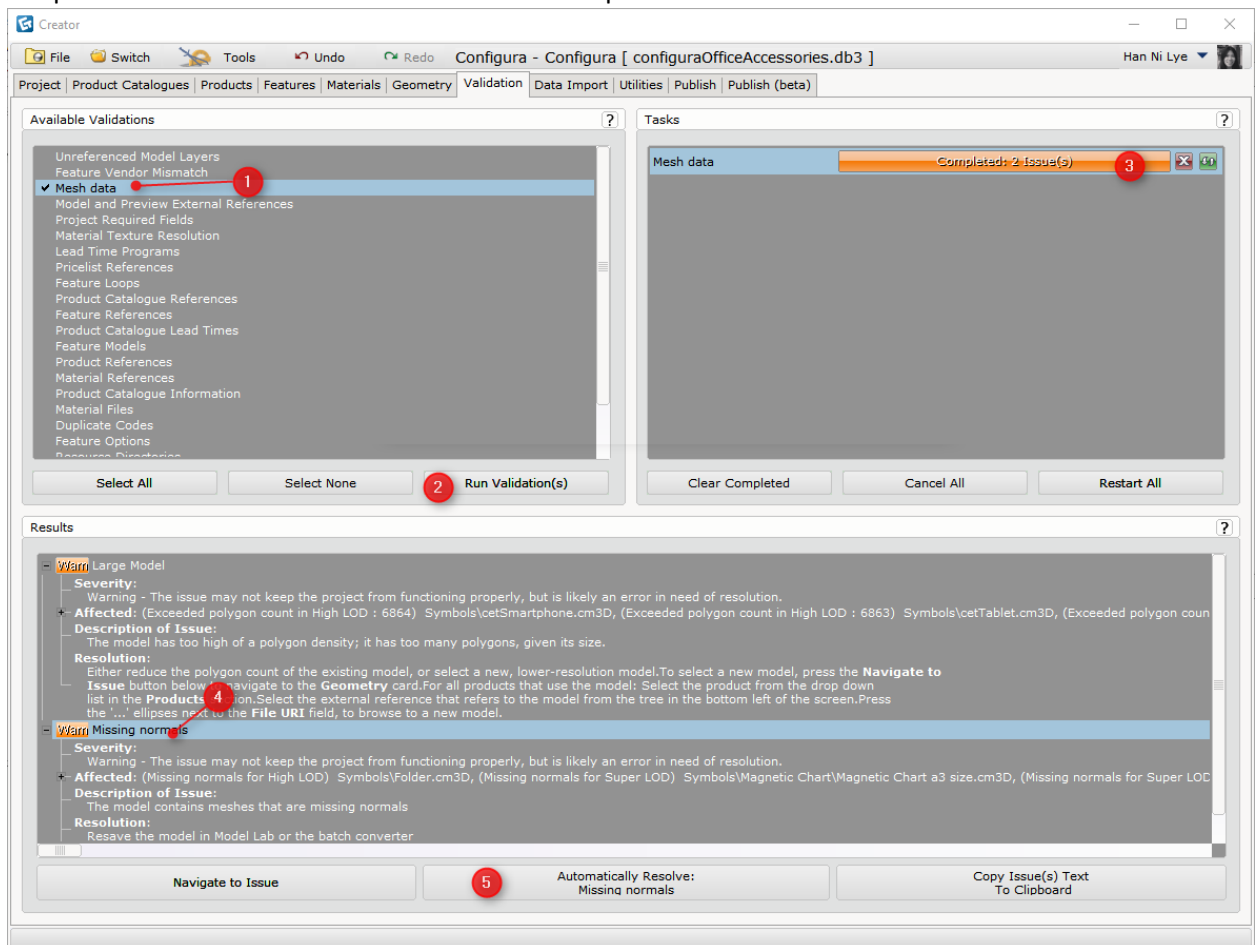 Creator
File Switch Tools Undo Redo Configura - Configura [ configuraOfficeAccessories.db3 ] Han Ni Lye
Project Product Catalogues Products Features Materials Geometry Validation Data Import Utilities Publish Publish (beta)
Available Validations ?
Unreferenced Model Layers
Feature Vendor Mismatch
Mesh data
1
Model and Preview External References
Project Required Fields
Material Texture Resolution
Lead Time Programs
Pricelist References
Feature Loops
Product Catalogue References
Feature References
Product Catalogue Lead Times
Feature Models
Product References
Material References
Product Catalogue Information
Material Files
Duplicate Codes
Feature Options
Resource Directories
Select All Select None 2 Run Validation(s)
Tasks ?
Mesh data Completed: 2 Issue(s) 3
Clear Completed Cancel All Restart All
Results ?
Warn Large Model
Severity:
Warning - The issue may not keep the project from functioning properly, but is likely an error in need of resolution.
Affected: (Exceeded polygon count in High LOD : 6864) Symbols\cetSmartphone.cm3D, (Exceeded polygon count in High LOD : 6863) Symbols\cetTablet.cm3D, (Exceeded polygon coun
Description of Issue:
The model has too high of a polygon density; it has too many polygons, given its size.
Resolution:
Either reduce the polygon count of the existing model, or select a new, lower-resolution model.To select a new model, press the Navigate to
Issue button below navigate to the Geometry card.For all products that use the model: Select the product from the drop down
list in the Products 4 .Select the external reference that refers to the model from the tree in the bottom left of the screen.Press
the '...' ellipses next to the File URI field, to browse to a new model.
Warn Missing normals
Severity:
Warning - The issue may not keep the project from functioning properly, but is likely an error in need of resolution.
Affected: (Missing normals for High LOD) Symbols\Folder.cm3D, (Missing normals for Super LOD) Symbols\Magnetic Chart\Magnetic Chart a3 size.cm3D, (Missing normals for Super LOD
Description of Issue:
The model contains meshes that are missing normals
Resolution:
Resave the model in Model Lab or the batch converter
Navigate to Issue
5 Automatically Resolve:
Missing normals
Copy Issue(s) Text
To Clipboard